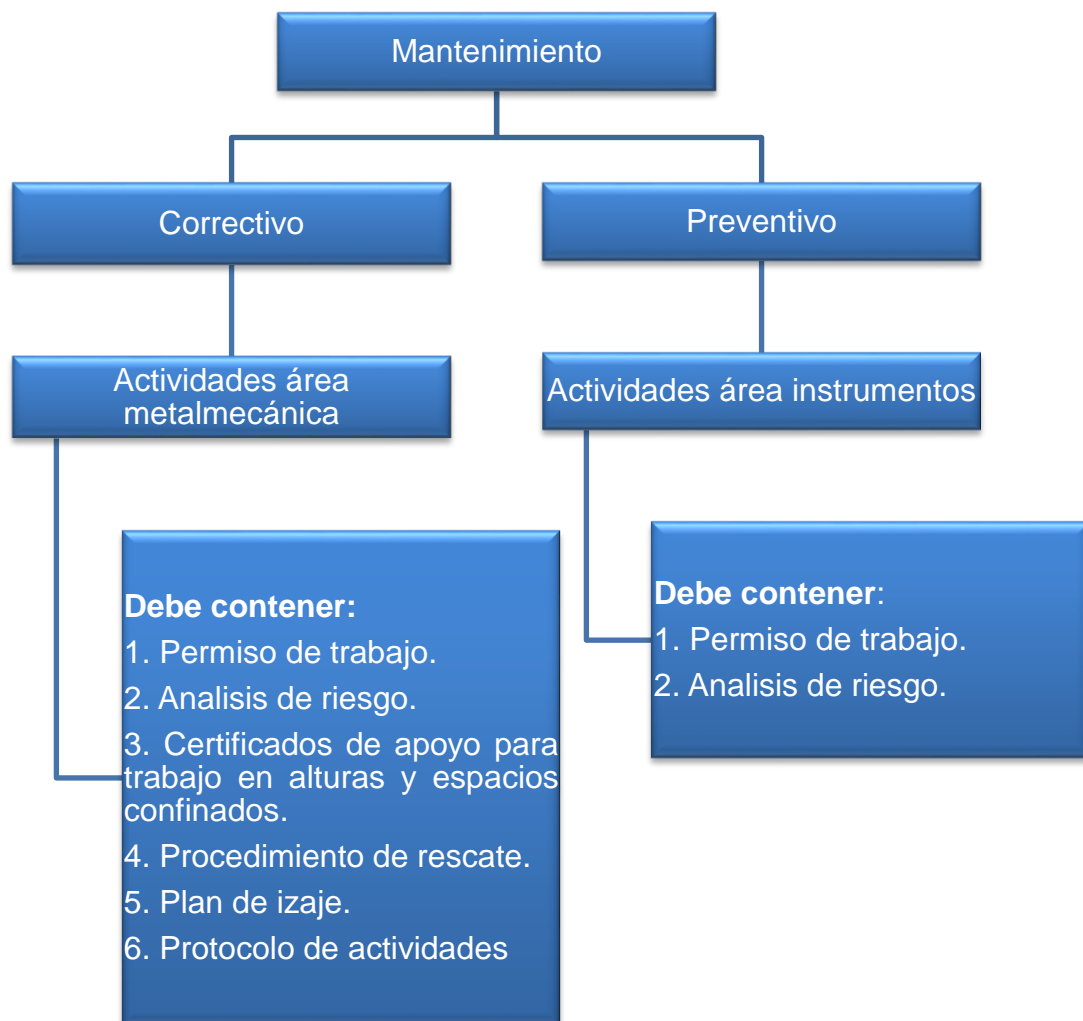 Mantenimiento
Correctivo
Preventivo
Actividades área
metalmecánica
Actividades área instrumentos
Debe contener:
1. Permiso de trabajo.
2. Analisis de riesgo.
3. Certificados de apoyo para
trabajo en alturas y espacios
confinados.
4. Procedimiento de rescate.
5. Plan de izaje.
6. Protocolo de actividades
Debe contener:
1. Permiso de trabajo.
2. Analisis de riesgo.